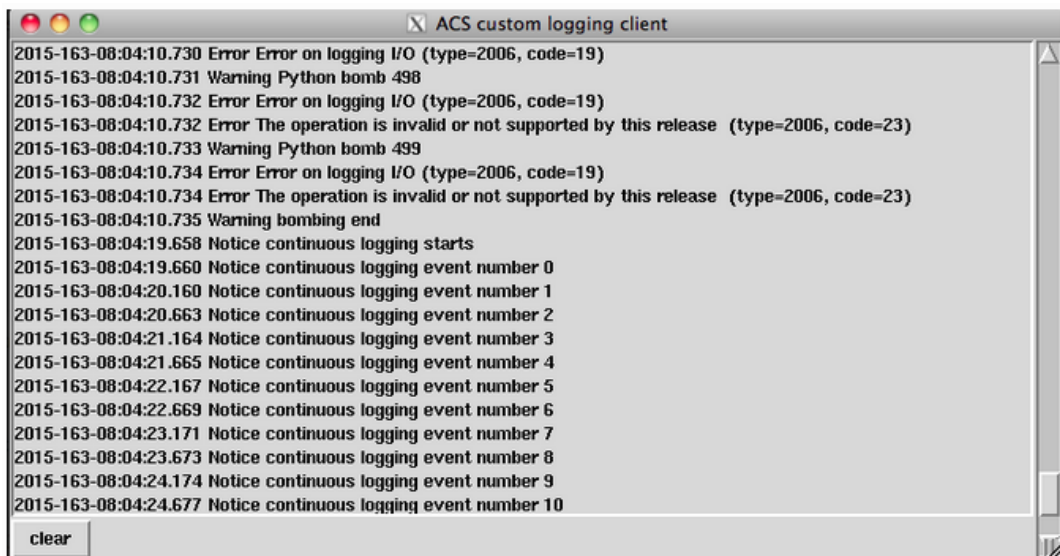 ACS custom logging client
2015-163-08:04:10.730 Error Error on logging I/O (type=2006, code=19)
2015-163-08:04:10.731 Warning Python bomb 498
2015-163-08:04:10.732 Error Error on logging I/O (type=2006, code=19)
2015-163-08:04:10.732 Error The operation is invalid or not supported by this release  (type=2006, code=23)
2015-163-08:04:10.733 Warning Python bomb 499
2015-163-08:04:10.734 Error Error on logging I/O (type=2006, code=19)
2015-163-08:04:10.734 Error The operation is invalid or not supported by this release  (type=2006, code=23)
2015-163-08:04:10.735 Warning bombing end
2015-163-08:04:19.658 Notice continuous logging starts
2015-163-08:04:19.660 Notice continuous logging event number 0
2015-163-08:04:20.160 Notice continuous logging event number 1
2015-163-08:04:20.663 Notice continuous logging event number 2
2015-163-08:04:21.164 Notice continuous logging event number 3
2015-163-08:04:21.665 Notice continuous logging event number 4
2015-163-08:04:22.167 Notice continuous logging event number 5
2015-163-08:04:22.669 Notice continuous logging event number 6
2015-163-08:04:23.171 Notice continuous logging event number 7
2015-163-08:04:23.673 Notice continuous logging event number 8
2015-163-08:04:24.174 Notice continuous logging event number 9
2015-163-08:04:24.677 Notice continuous logging event number 10
clear